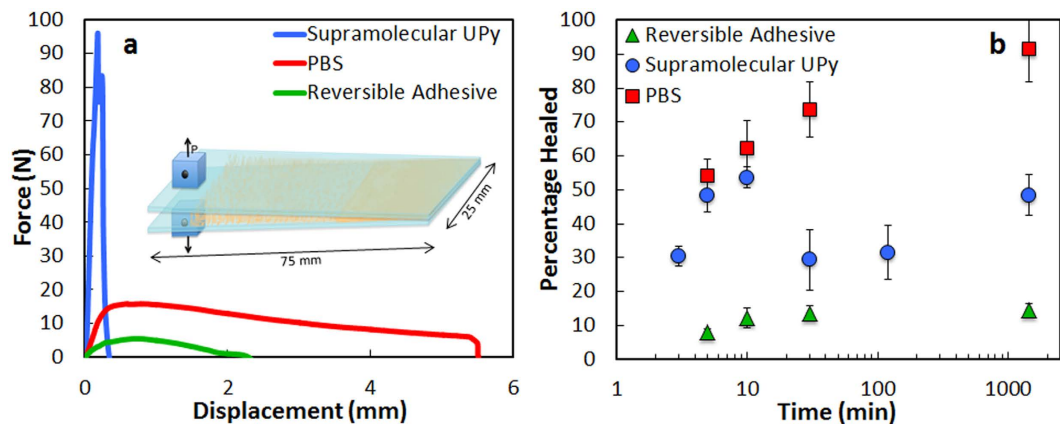 a
Supramolecular UPy
PBS
Reversible Adhesive
P
25 mm
75 mm
Force (N)
100
90
80
70
60
50
40
30
20
10
0
0 2 4 6
Displacement (mm)
b
Reversible Adhesive
Supramolecular UPy
PBS
Percentage Healed
100
90
80
70
60
50
40
30
20
10
0
1 10 100 1000
Time (min)